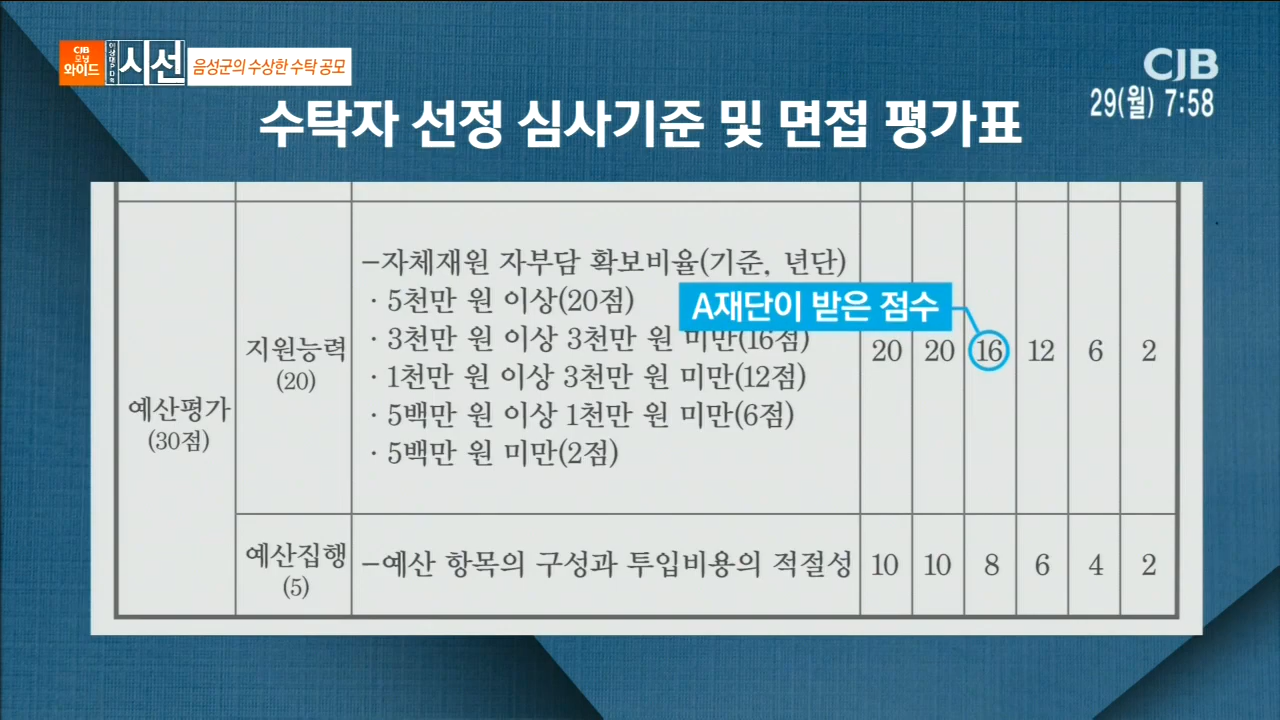 CJB
모닝
와이드
시선
음성군의 수상한 수탁 공모
CJB
29(월) 7:58
수탁자 선정 심사기준 및 면접 평가표
예산평가
(30점)
지원능력
(20)
-자체재원 자부담 확보비율(기준, 년단)
· 5천만 원 이상(20점)
· 3천만 원 이상 3천만 원 미만(16점)
· 1천만 원 이상 3천만 원 미만(12점)
· 5백만 원 이상 1천만 원 미만(6점)
· 5백만 원 미만(2점)
A재단이 받은 점수
20 20 16 12 6 2
예산집행
(5)
-예산 항목의 구성과 투입비용의 적절성
10 10 8 6 4 2